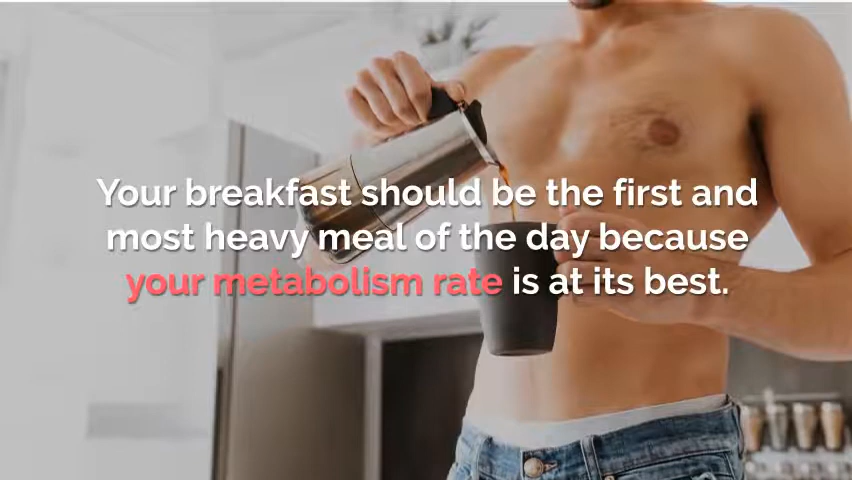 Your breakfast should be the first and
most heavy meal of the day because
your metabolism rate is at its best.